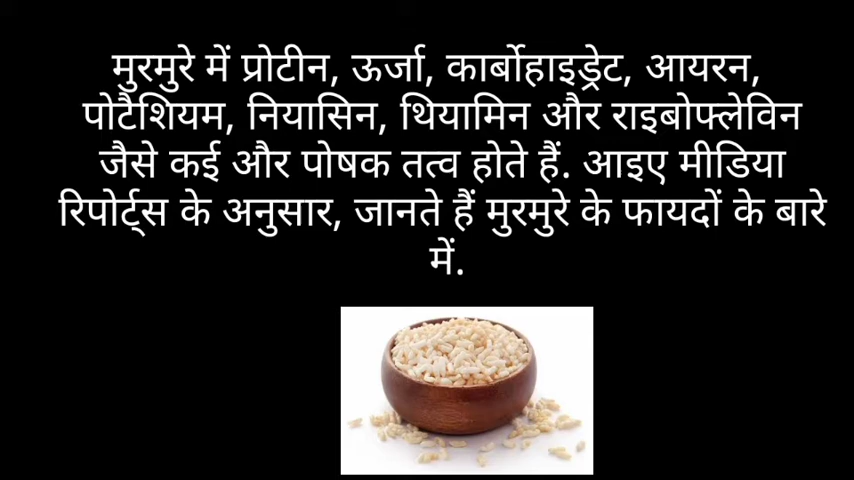 मुरमुरे में प्रोटीन, ऊर्जा, कार्बोहाइड्रेट, आयरन,
पोटैशियम, नियासिन, थियामिन और राइबोफ्लेविन
जैसे कई और पोषक तत्व होते हैं. आइए मीडिया
रिपोर्ट्स के अनुसार, जानते हैं मुरमुरे के फायदों के बारे
में.